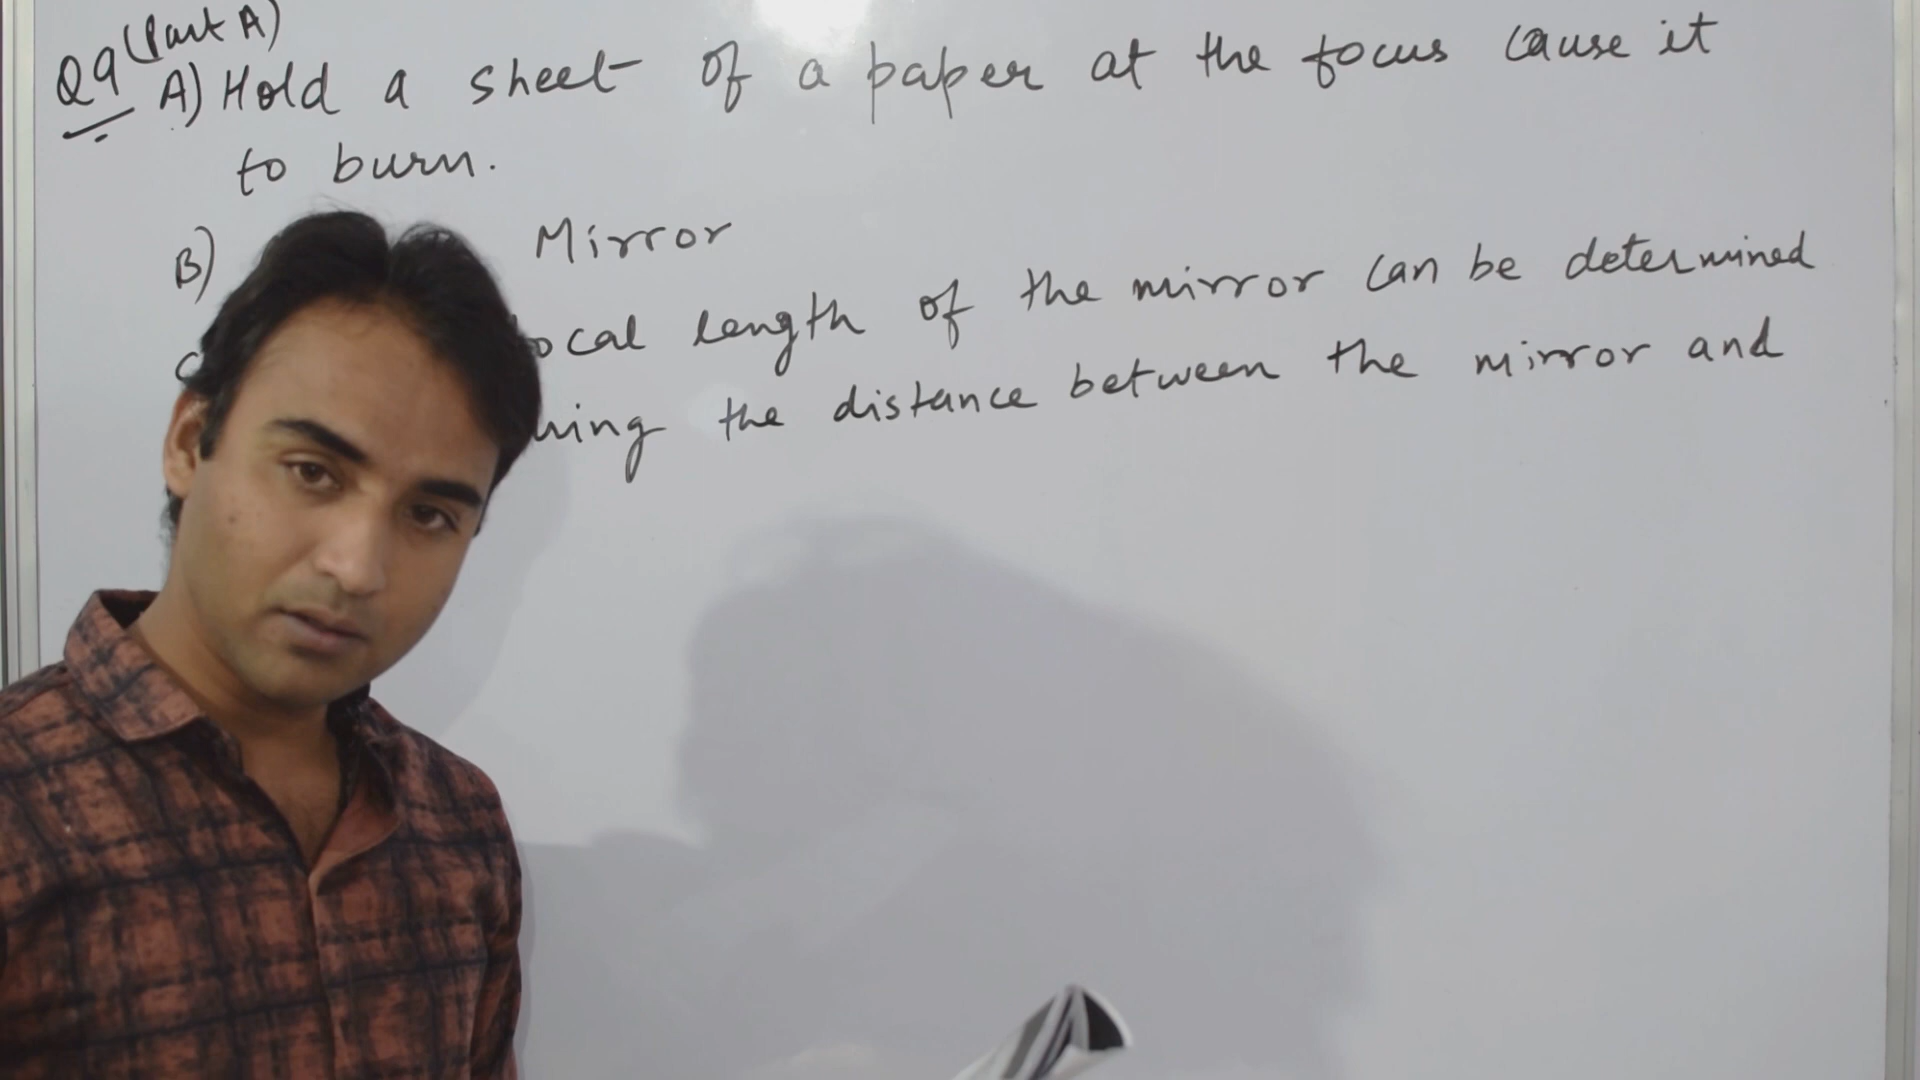 Q9 (Part A)
A) Hold a sheet of a paper at the focus cause it
to burn.
B) Mirror
length of the mirror can be determined
the distance between the mirror and